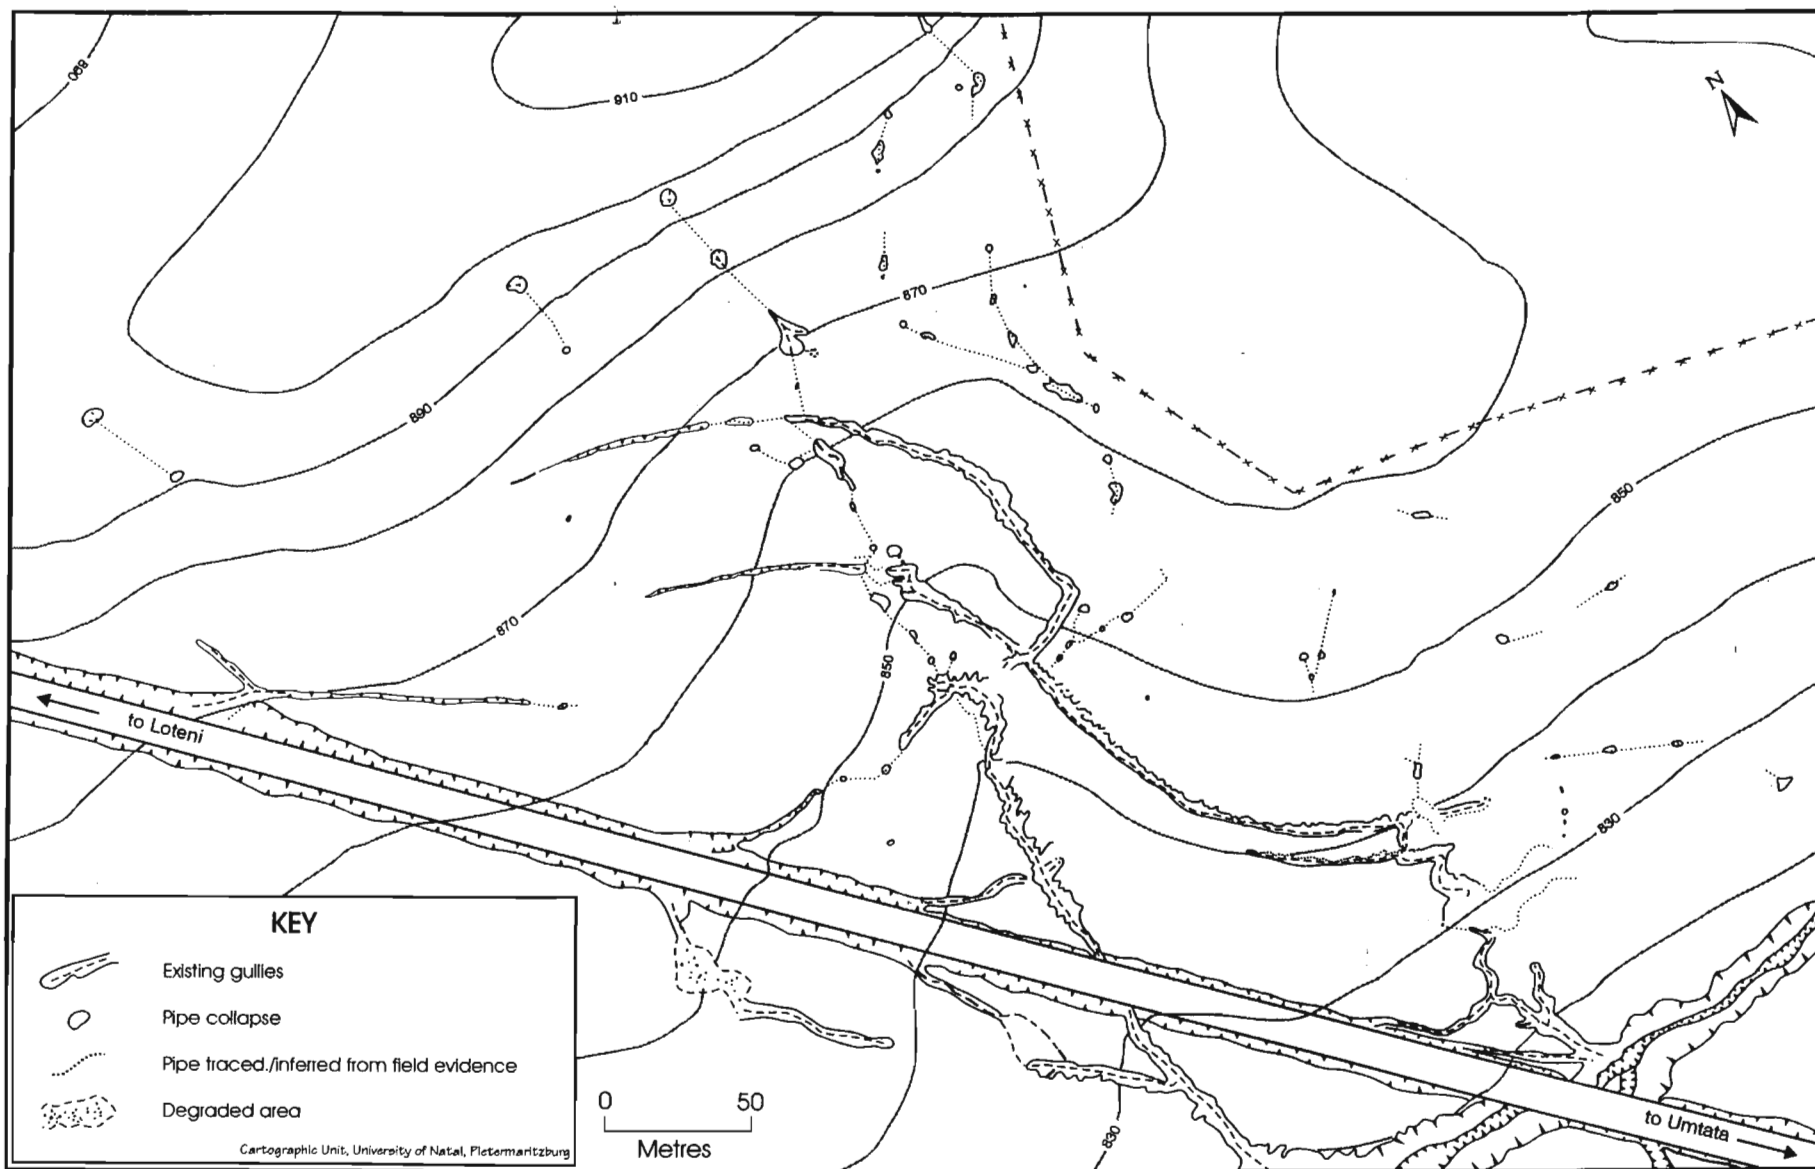 890
910
N
870
890
850
870
850
to Loteni
830
KEY
Existing gullies
Pipe collapse
Pipe traced./inferred from field evidence
Degraded area
Cartographic Unit, University of Natal, Pietermaritzburg
0 50
Metres
830
to Umtata